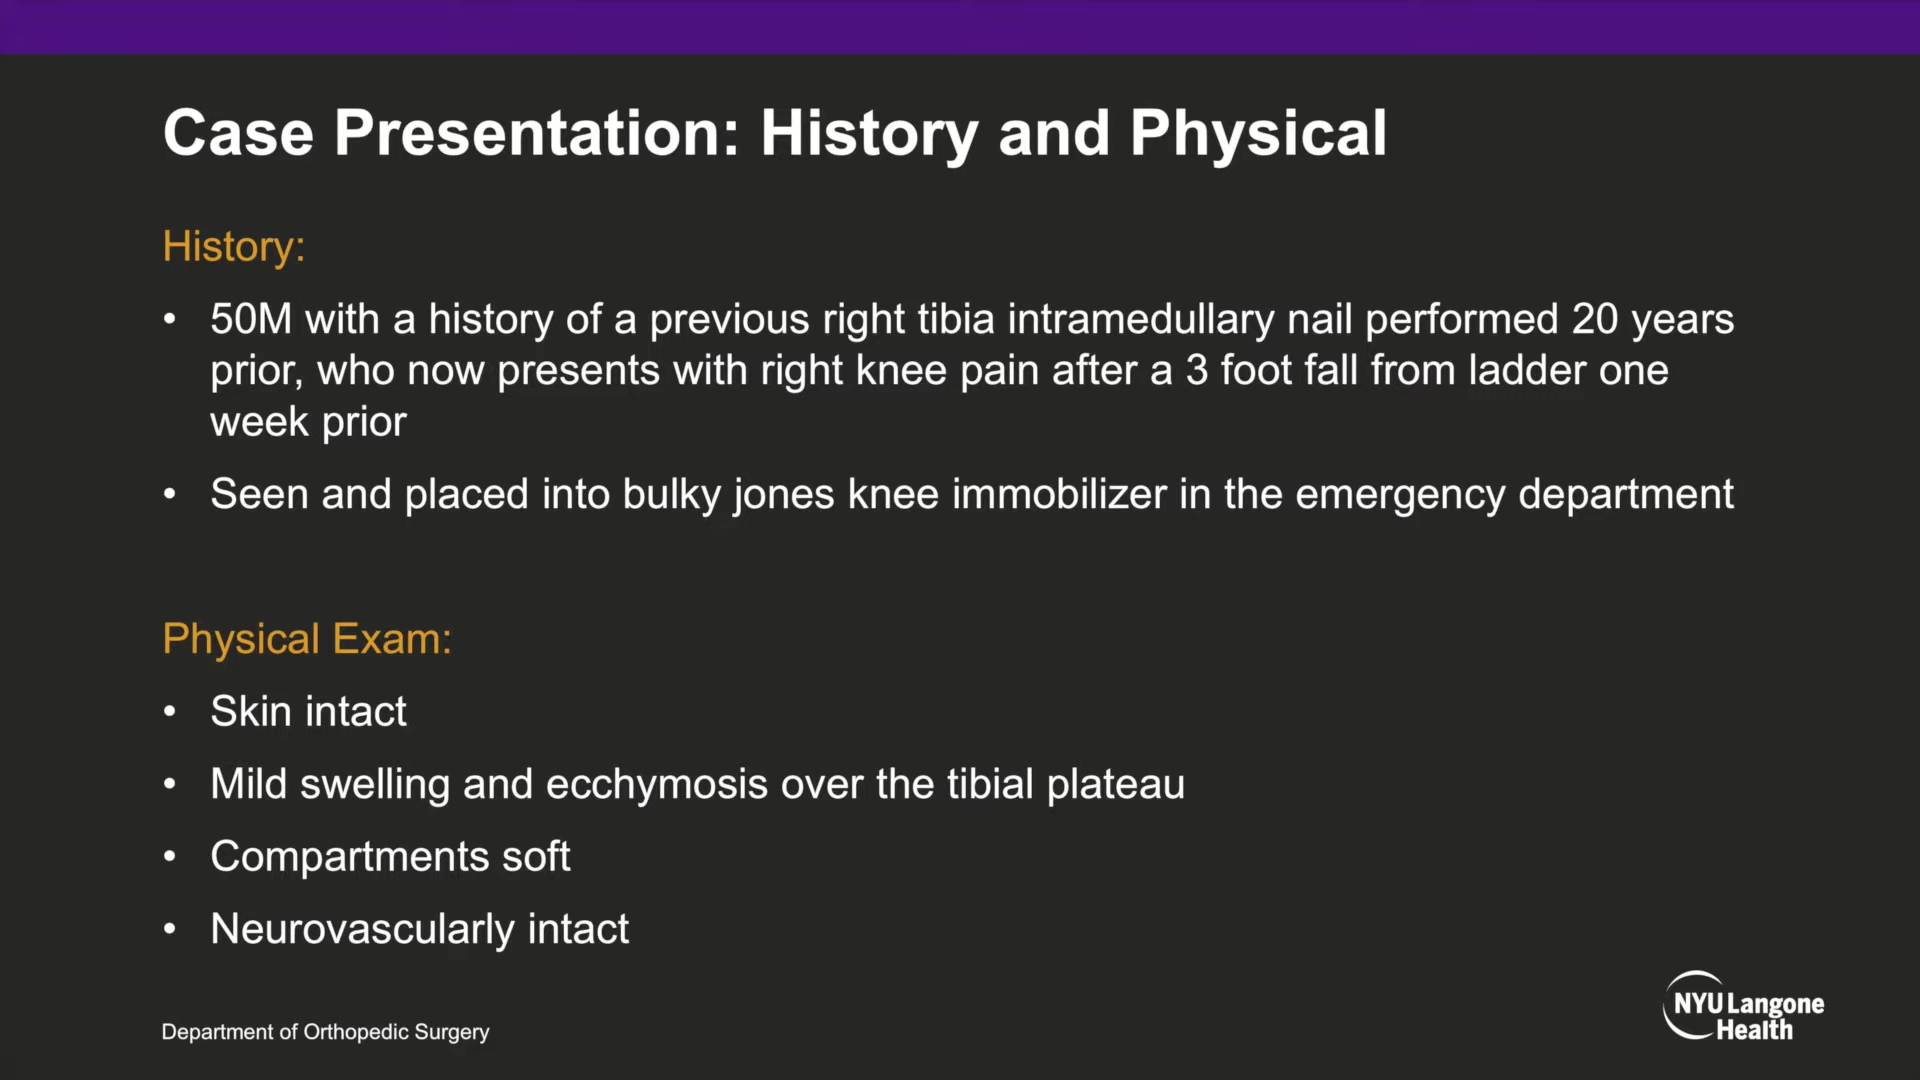 Case Presentation: History and Physical
History:
• 50M with a history of a previous right tibia intramedullary nail performed 20 years
prior, who now presents with right knee pain after a 3 foot fall from ladder one
week prior
• Seen and placed into bulky jones knee immobilizer in the emergency department
Physical Exam:
• Skin intact
• Mild swelling and ecchymosis over the tibial plateau
• Compartments soft
• Neurovascularly intact
Department of Orthopedic Surgery
NYU Langone
Health